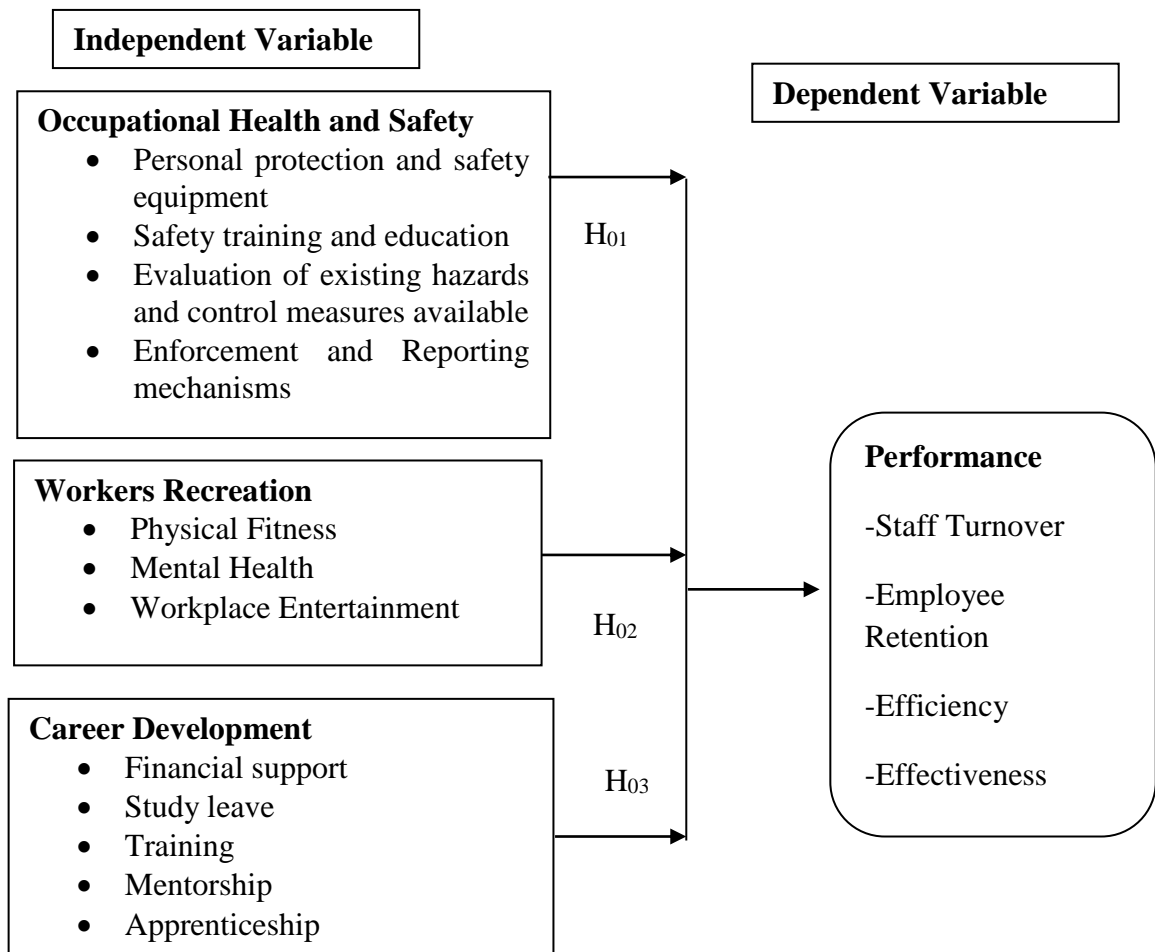 Independent Variable
Dependent Variable
Occupational Health and Safety
• Personal protection and safety
equipment
• Safety training and education
• Evaluation of existing hazards
and control measures available
• Enforcement and Reporting
mechanisms
H01
Workers Recreation
• Physical Fitness
• Mental Health
• Workplace Entertainment
H02
Career Development
• Financial support
• Study leave
• Training
• Mentorship
• Apprenticeship
H03
Performance
-Staff Turnover
-Employee
Retention
-Efficiency
-Effectiveness